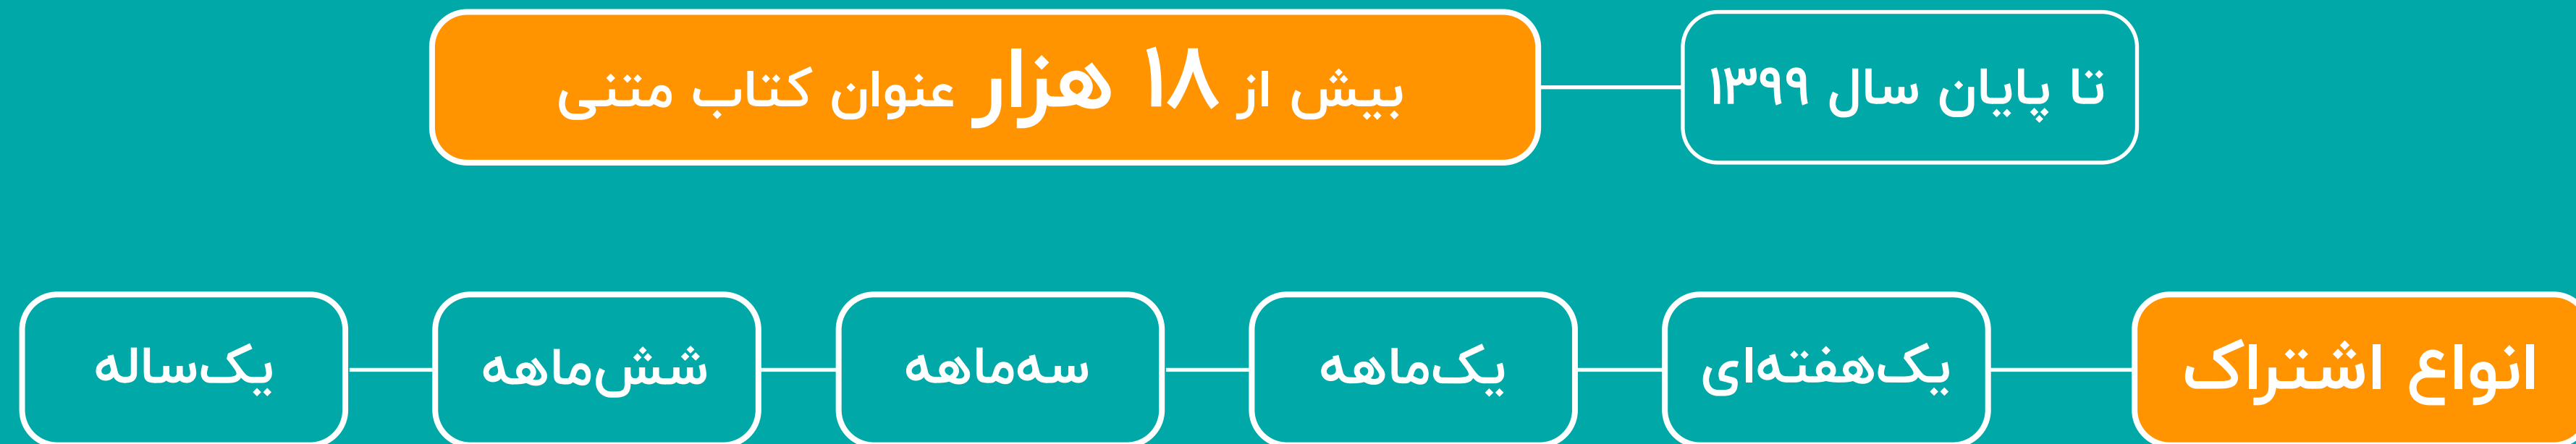 تا پایان سال ۱۳۹۹
بیش از ۱۸ هزار عنوان کتاب متنی
انواع اشتراک
یک‌هفته‌ای
یک‌ماهه
سه‌ماهه
شش‌ماهه
یک‌ساله